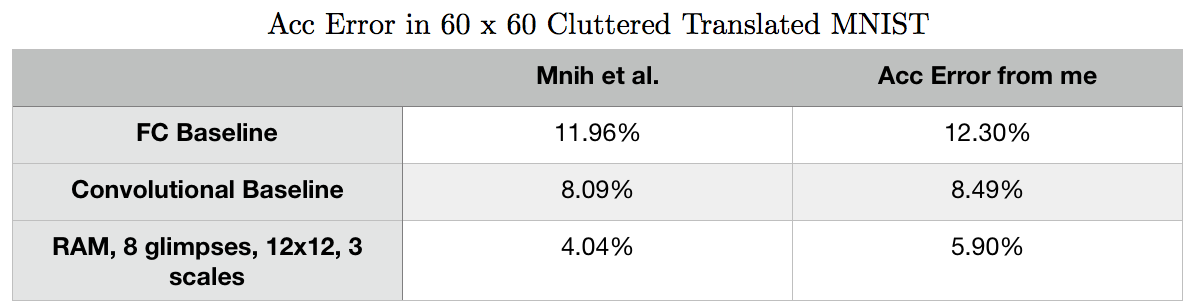 Acc Error in 60 x 60 Cluttered Translated MNIST
Mnih et al. Acc Error from me
FC Baseline 11.96% 12.30%
Convolutional Baseline 8.09% 8.49%
RAM, 8 glimpses, 12x12, 3 4.04% 5.90%
scales